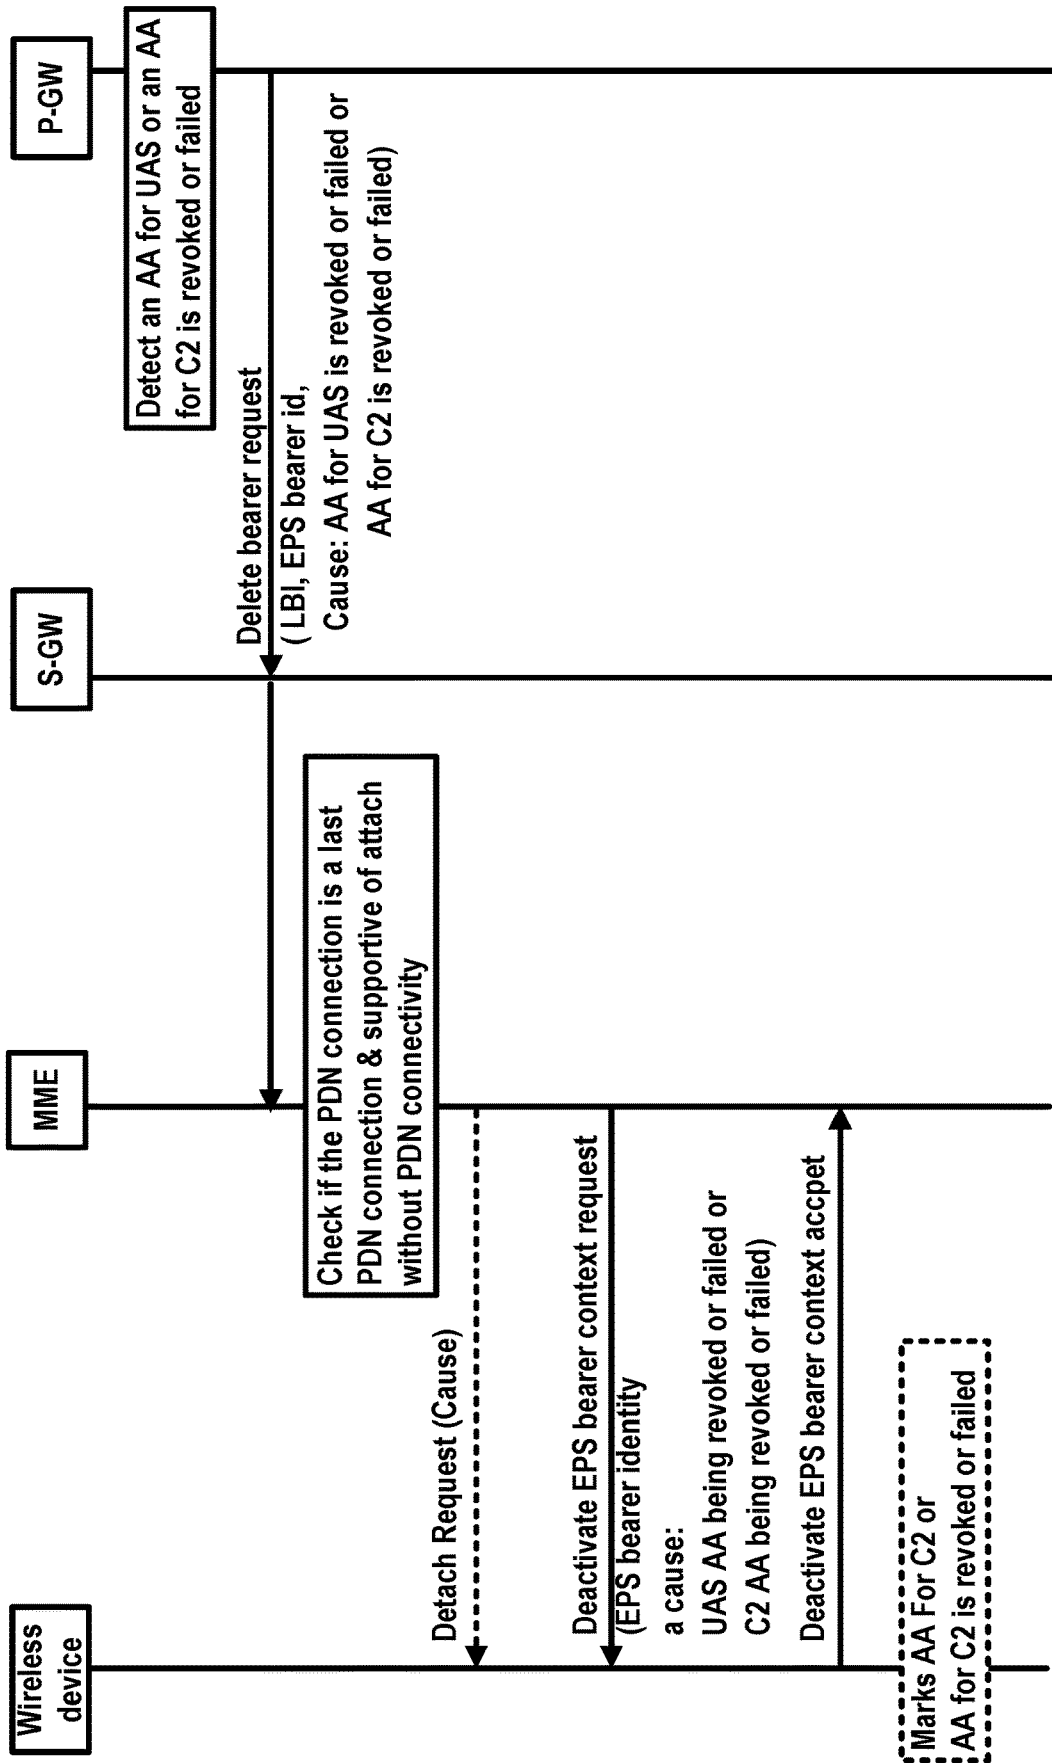 Wireless
device
MME
S-GW
P-GW
Detect an AA for UAS or an AA
for C2 is revoked or failed
Delete bearer request
( LBI, EPS bearer id,
Cause: AA for UAS is revoked or failed or
AA for C2 is revoked or failed)
Check if the PDN connection is a last
PDN connection & supportive of attach
without PDN connectivity
Detach Request (Cause)
Deactivate EPS bearer context request
(EPS bearer identity
a cause:
UAS AA being revoked or failed or
C2 AA being revoked or failed)
Deactivate EPS bearer context accpet
Marks AA For C2 or
AA for C2 is revoked or failed